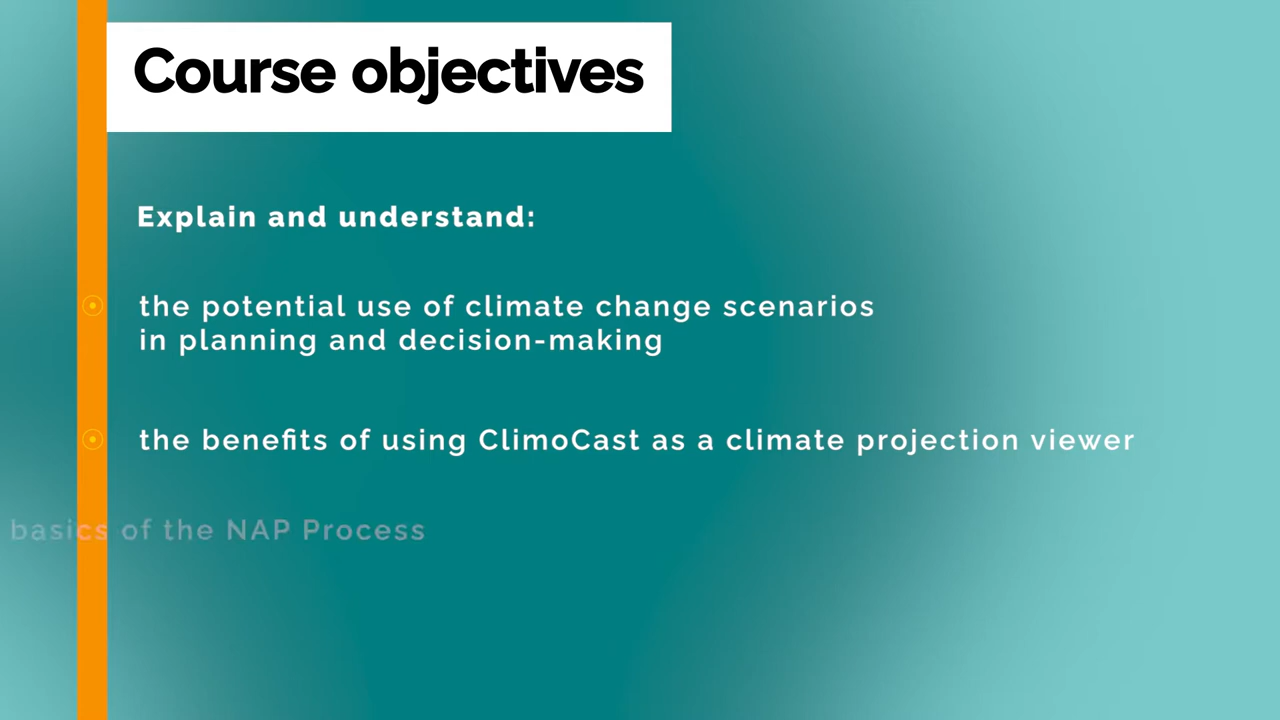 Course objectives
Explain and understand:
the potential use of climate change scenarios
in planning and decision-making
the benefits of using ClimoCast as a climate projection viewer
basics of the NAP Process